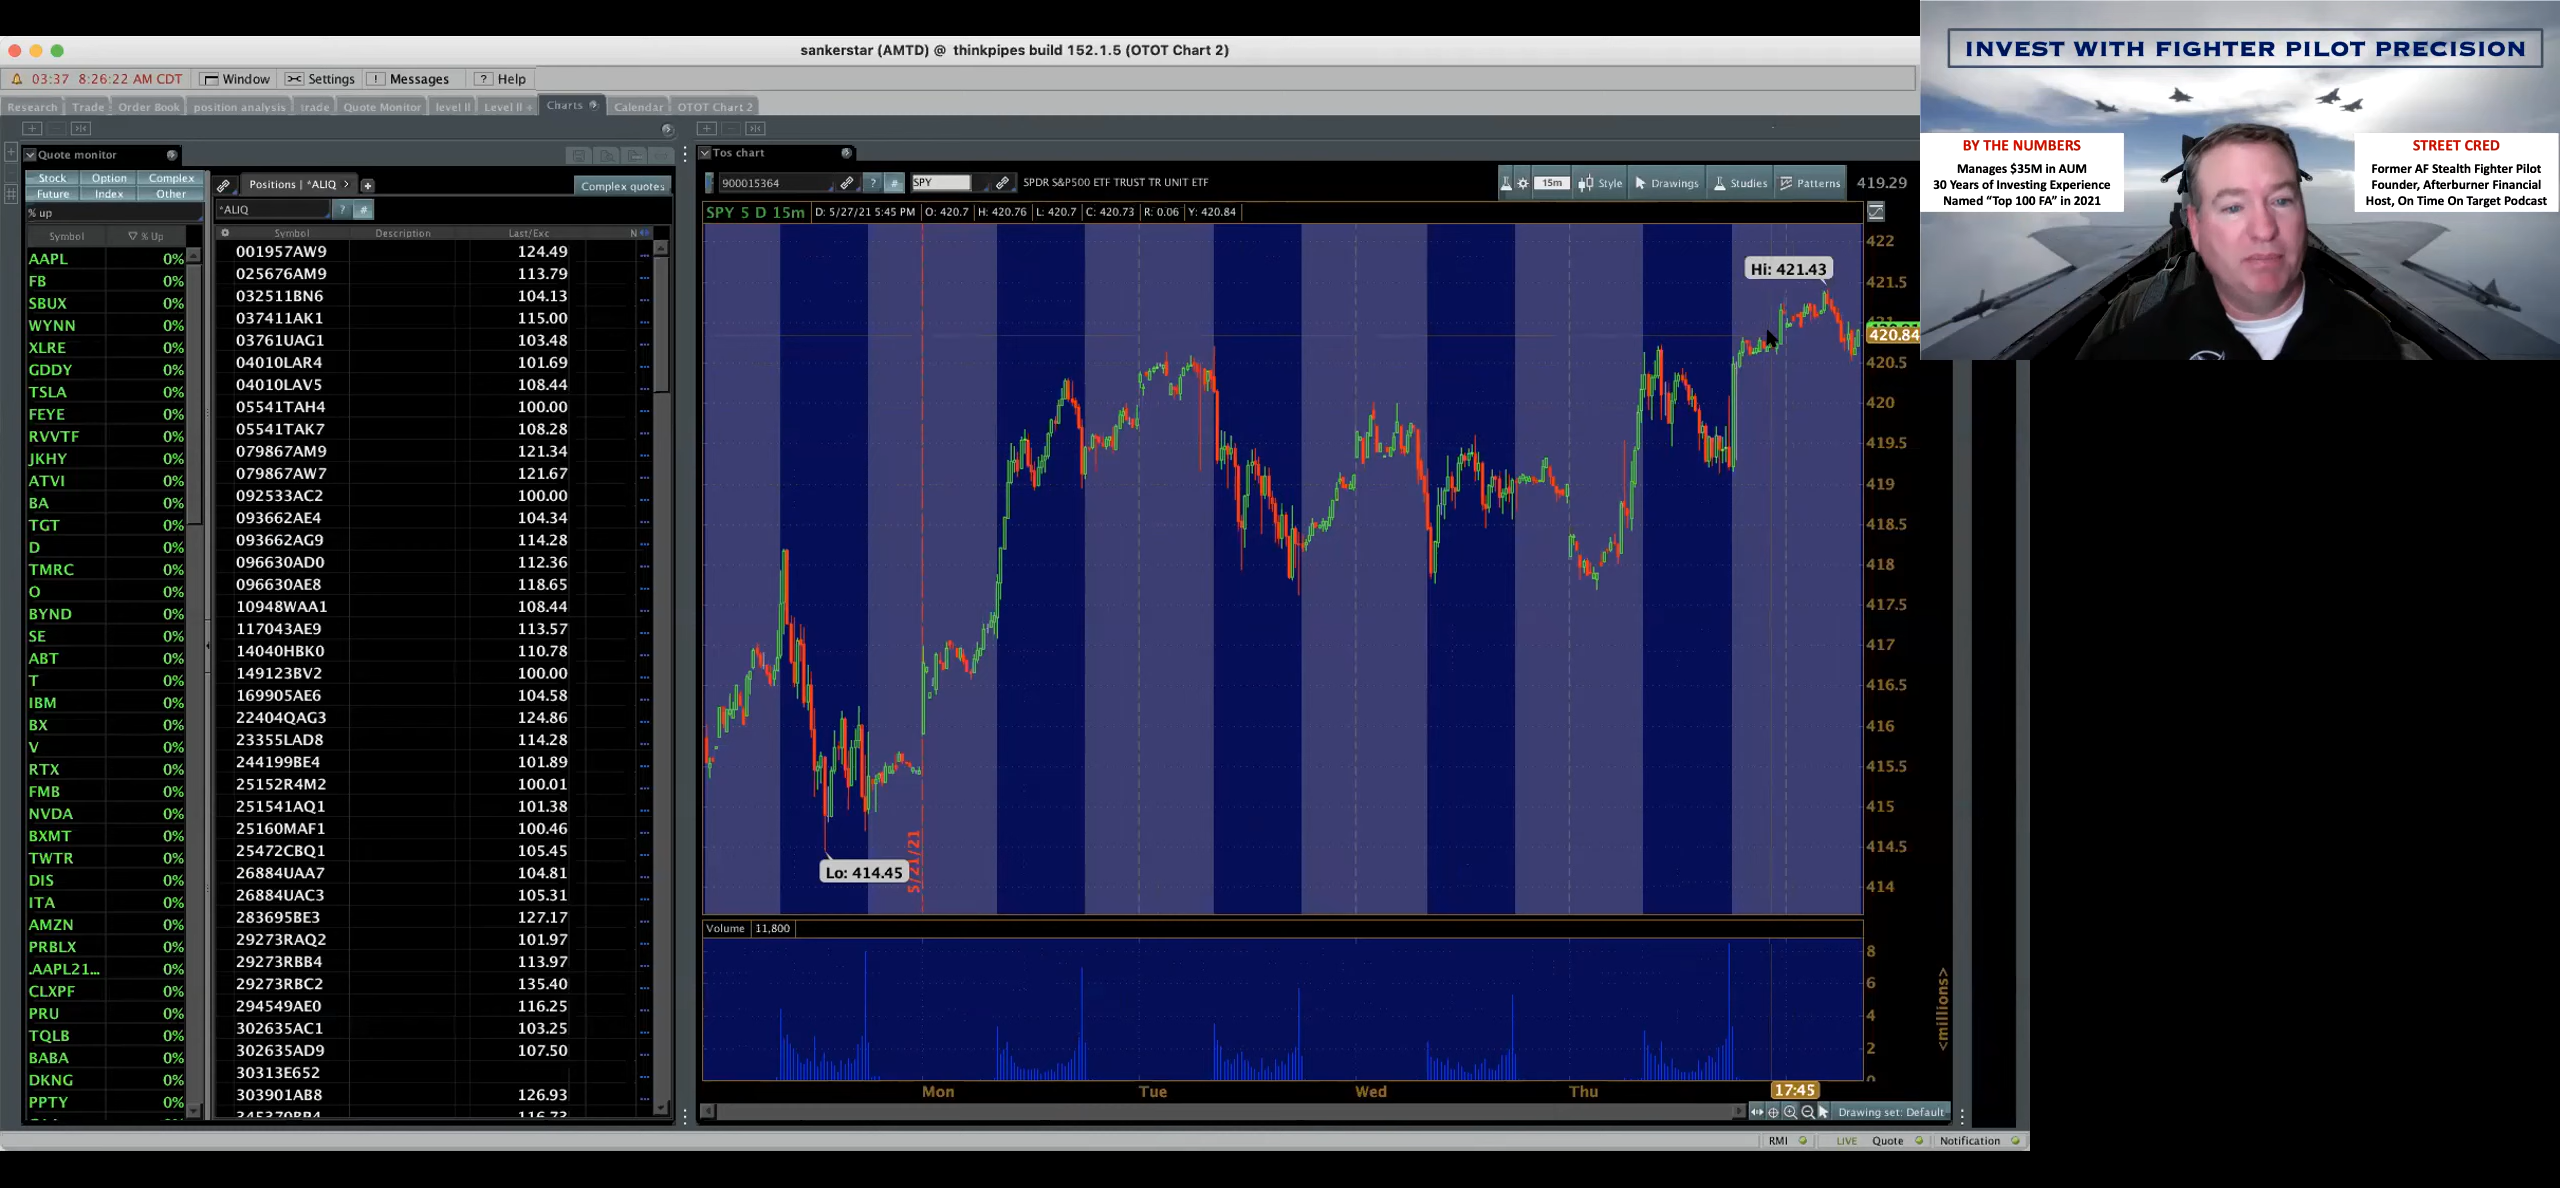 sankerstar (AMTD) @ thinkpipes build 152.1.5 (OTOT Chart 2)
03:37 8:26:22 AM CDT Window Settings ! Messages ? Help
Research Trade Order Book position analysis trade Quote Monitor level II Level II + Charts Calendar OTOT Chart 2
Quote monitor
Stock Option Complex
Future Index Other
% up
Symbol % Up
AAPL 0%
FB 0%
SBUX 0%
WYNN 0%
XLRE 0%
GDDY 0%
TSLA 0%
FEYE 0%
RVVTF 0%
JKHY 0%
ATVI 0%
BA 0%
TGT 0%
D 0%
TMRC 0%
O 0%
BYND 0%
SE 0%
ABT 0%
T 0%
IBM 0%
BX 0%
V 0%
RTX 0%
FMB 0%
NVDA 0%
BXMT 0%
TWTR 0%
DIS 0%
ITA 0%
AMZN 0%
PRBLX 0%
.AAPL21... 0%
CLXPF 0%
PRU 0%
TQLB 0%
BABA 0%
DKNG 0%
PPTY 0%
Positions | *ALIQ > Complex quotes
*ALIQ ? #
Symbol Description Last/Exc N
001957AW9 124.49
025676AM9 113.79
032511BN6 104.13
037411AK1 115.00
03761UAG1 103.48
04010LAR4 101.69
04010LAV5 108.44
05541TAH4 100.00
05541TAK7 108.28
079867AM9 121.34
079867AW7 121.67
092533AC2 100.00
093662AE4 104.34
093662AG9 114.28
096630AD0 112.36
096630AE8 118.65
10948WAA1 108.44
117043AE9 113.57
14040HBK0 110.78
149123BV2 100.00
169905AE6 104.58
22404QAG3 124.86
23355LAD8 114.28
244199BE4 101.89
25152R4M2 100.01
251541AQ1 101.38
25160MAF1 100.46
25472CBQ1 105.45
26884UAA7 104.81
26884UAC3 105.31
283695BE3 127.17
29273RAQ2 101.97
29273RBB4 113.97
29273RBC2 135.40
294549AE0 116.25
302635AC1 103.25
302635AD9 107.50
30313E652
303901AB8 126.93
Tos chart
900015364 ? # SPY SPDR S&P500 ETF TRUST TR UNIT ETF 15m Style Drawings Studies Patterns 419.29
SPY 5 D 15m D: 5/27/21 5:45 PM O: 420.7 H: 420.76 L: 420.7 C: 420.73 R: 0.06 Y: 420.84
Hi: 421.43
Lo: 414.45
5/21/21
422
421.5
420.84
420.5
420
419.5
419
418.5
418
417.5
417
416.5
416
415.5
415
414.5
414
Volume 11,800
8
6
4
2
0
<millions>
Mon Tue Wed Thu 17:45
Drawing set: Default
RMI LIVE Quote Notification
INVEST WITH FIGHTER PILOT PRECISION
BY THE NUMBERS
Manages $35M in AUM
30 Years of Investing Experience
Named “Top 100 FA” in 2021
STREET CRED
Former AF Stealth Fighter Pilot
Founder, Afterburner Financial
Host, On Time On Target Podcast